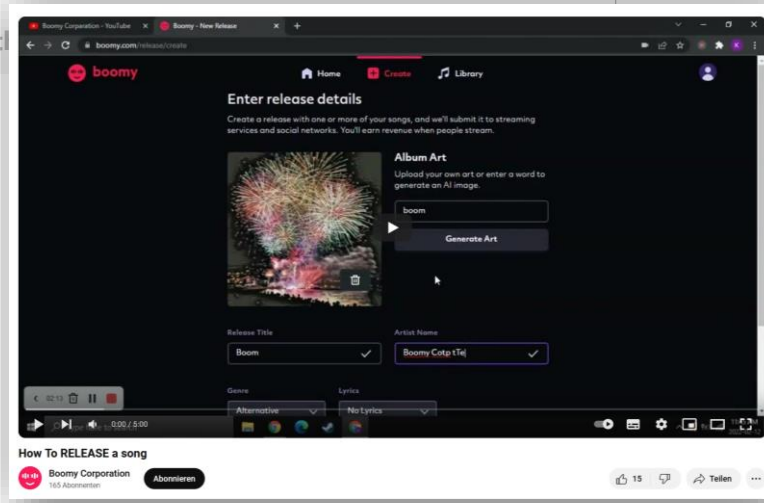 Boomy Corporation - YouTube
Boomy - New Release
boomy.com/release/create
boomy
Home
Create
Library
Enter release details
Create a release with one or more of your songs, and we'll submit it to streaming
services and social networks. You'll earn revenue when people stream.
Album Art
Upload your own art or enter a word to
generate an AI image.
boom
Generate Art
Release Title
Artist Name
Boom
Boomy Cotp tTe
Genre
Lyrics
Alternative
No Lyrics
02:13
0:00 / 5:00
How To RELEASE a song
Boomy Corporation
165 Abonnenten
Abonnieren
15
Teilen